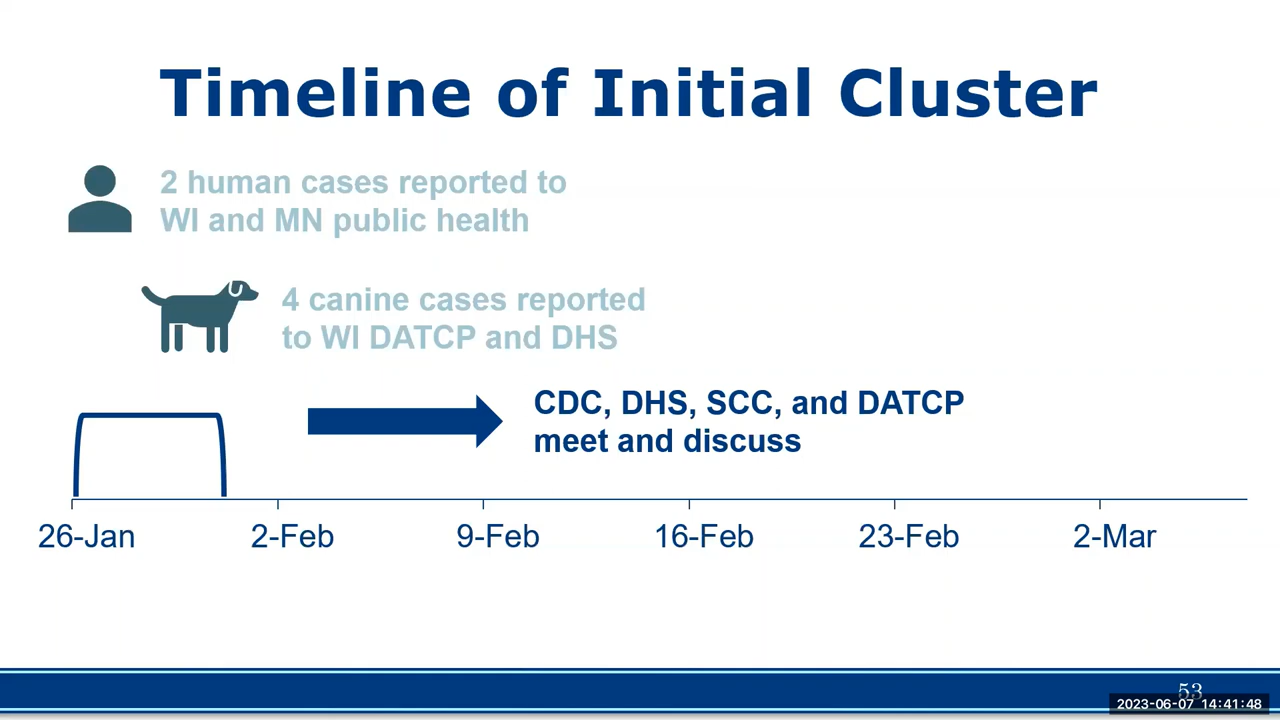 Timeline of Initial Cluster
2 human cases reported to
WI and MN public health
4 canine cases reported
to WI DATCP and DHS
CDC, DHS, SCC, and DATCP
meet and discuss
26-Jan
2-Feb
9-Feb
16-Feb
23-Feb
2-Mar
53
2023-06-07 14:41:48